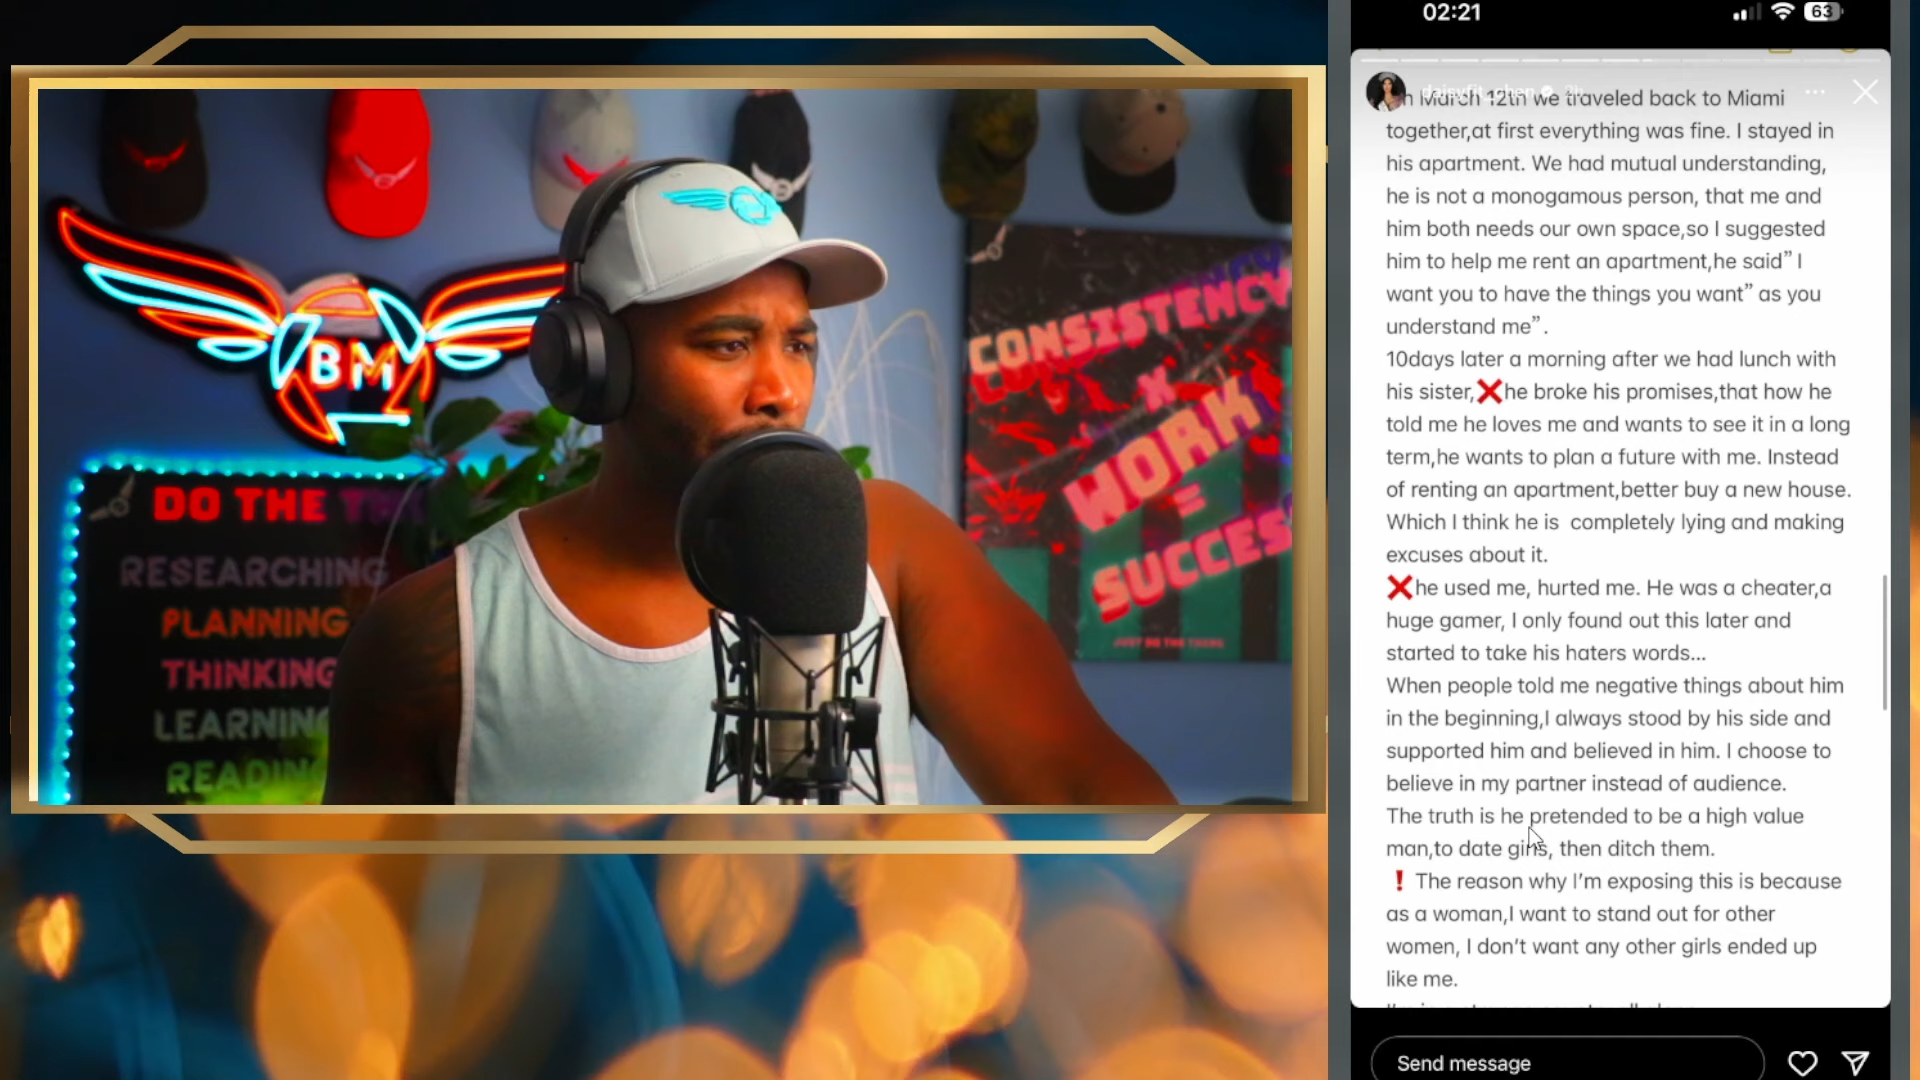 BM
DO THE
RESEARCHING
PLANNING
THINKING
LEARNING
READING
CONSISTENCY
X
WORK
=
SUCCESS
JUST DO THE THING
02:21
63
March 12th we traveled back to Miami
together,at first everything was fine. I stayed in
his apartment. We had mutual understanding,
he is not a monogamous person, that me and
him both needs our own space,so I suggested
him to help me rent an apartment,he said” I
want you to have the things you want” as you
understand me”.
10days later a morning after we had lunch with
his sister,❌he broke his promises,that how he
told me he loves me and wants to see it in a long
term,he wants to plan a future with me. Instead
of renting an apartment,better buy a new house.
Which I think he is completely lying and making
excuses about it.
❌he used me, hurted me. He was a cheater,a
huge gamer, I only found out this later and
started to take his haters words...
When people told me negative things about him
in the beginning,I always stood by his side and
supported him and believed in him. I choose to
believe in my partner instead of audience.
The truth is he pretended to be a high value
man,to date girls, then ditch them.
❗ The reason why I’m exposing this is because
as a woman,I want to stand out for other
women, I don’t want any other girls ended up
like me.
Send message